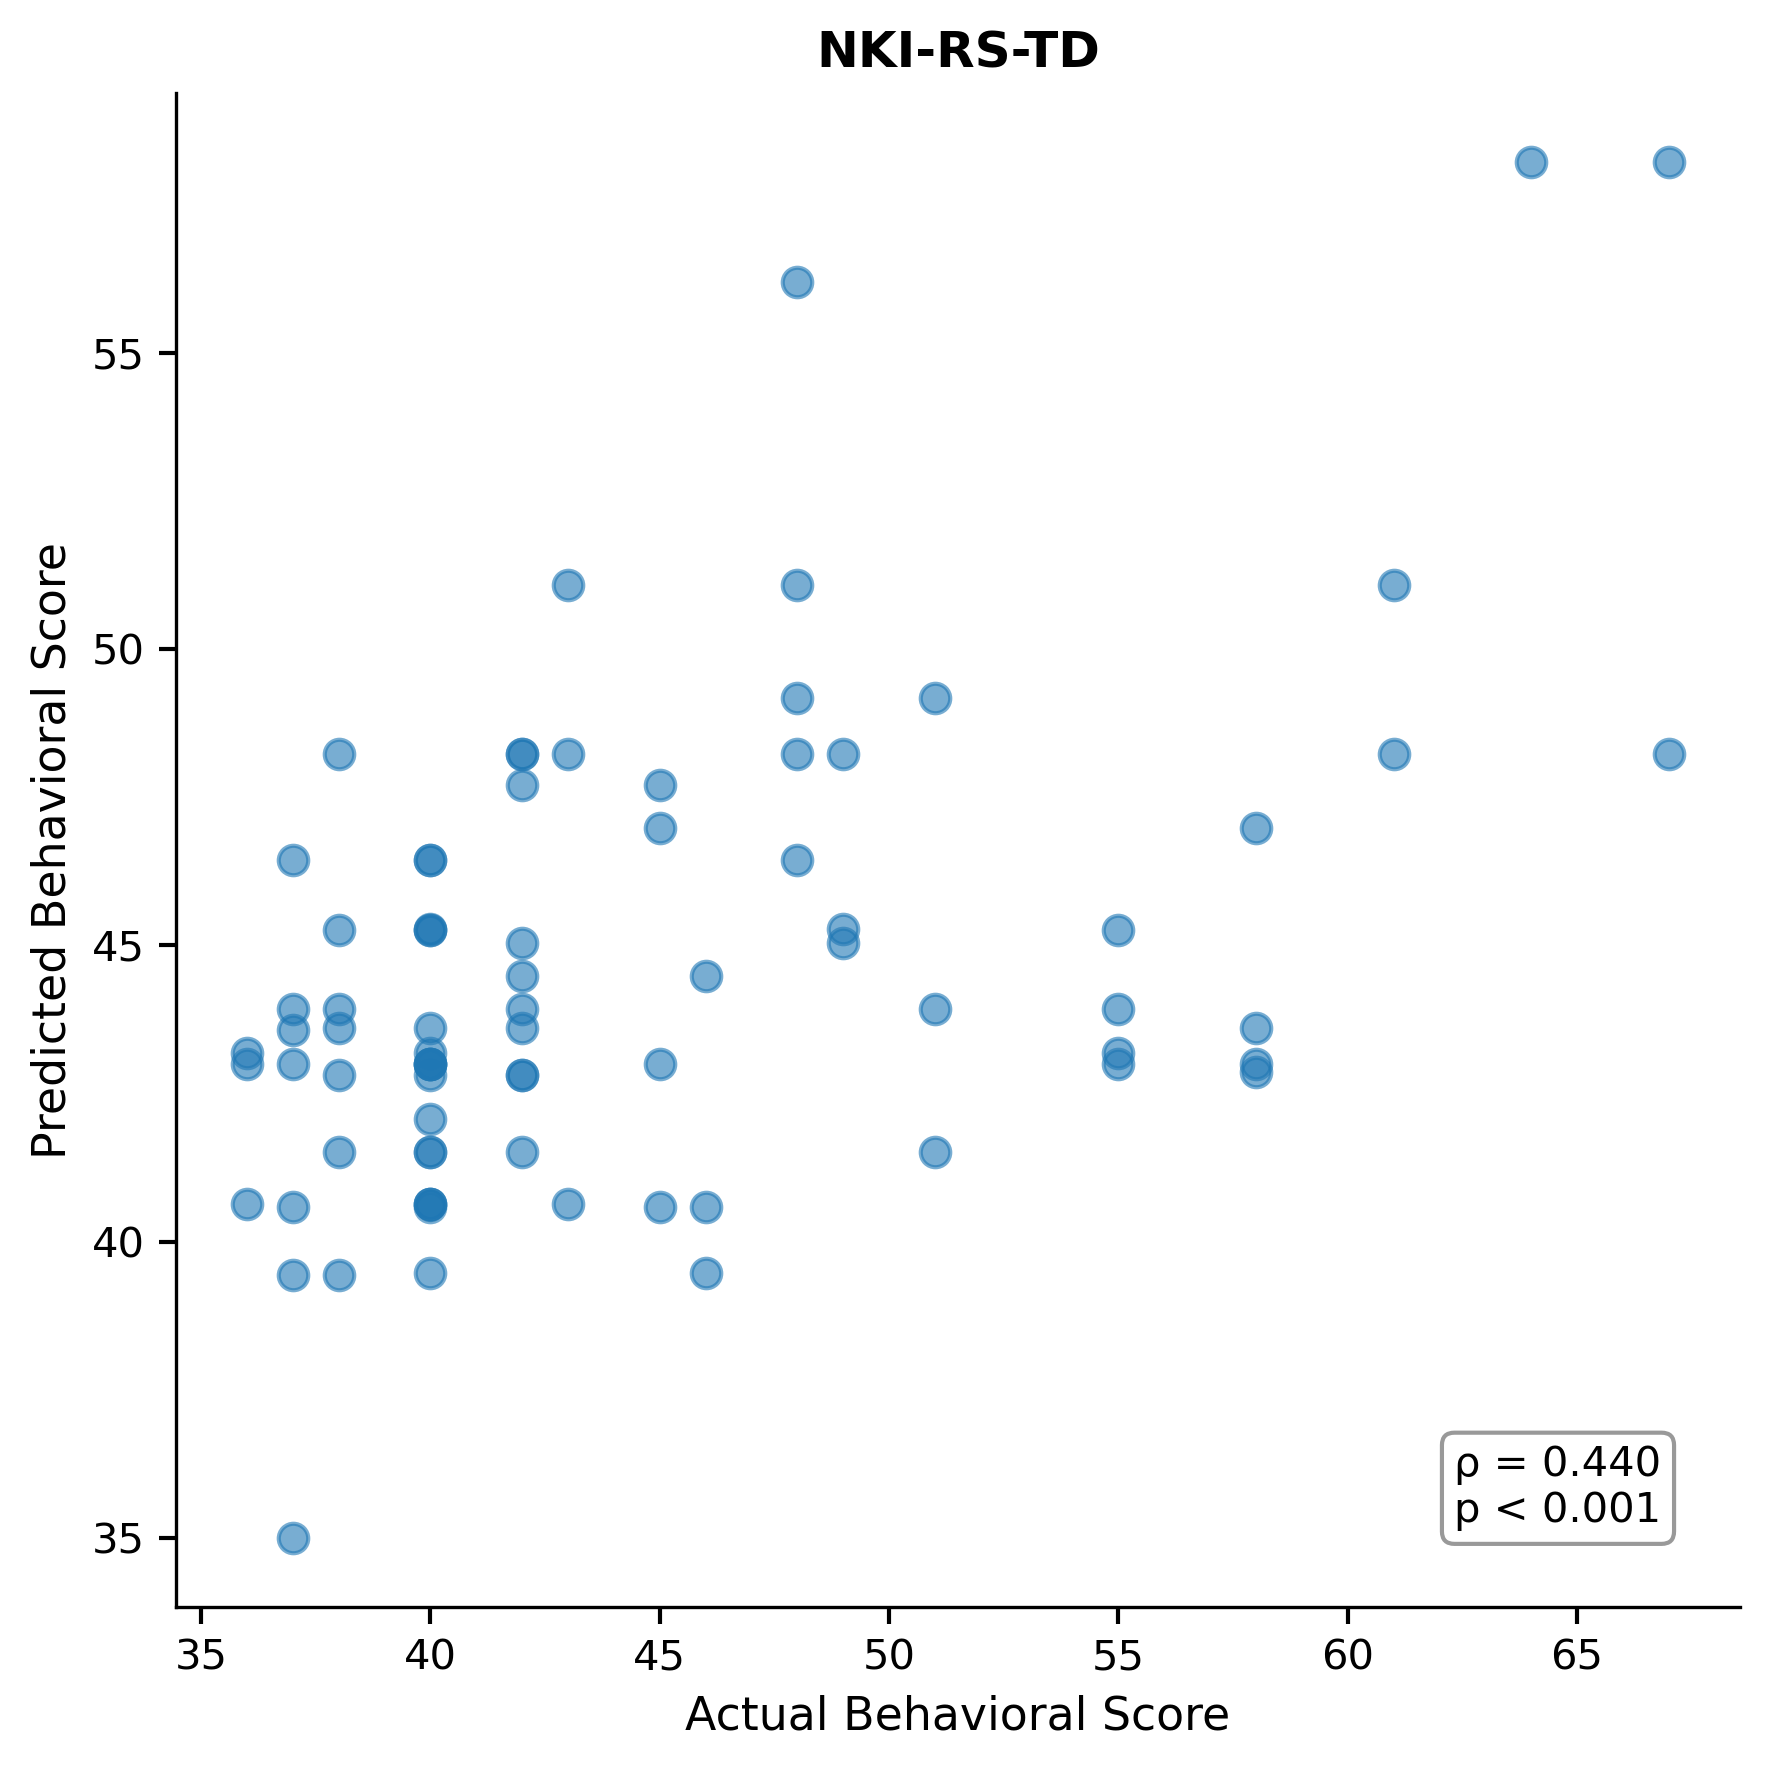 NKI-RS-TD
Predicted Behavioral Score
55
50
45
40
35
ρ = 0.440
p < 0.001
35 40 45 50 55 60 65
Actual Behavioral Score